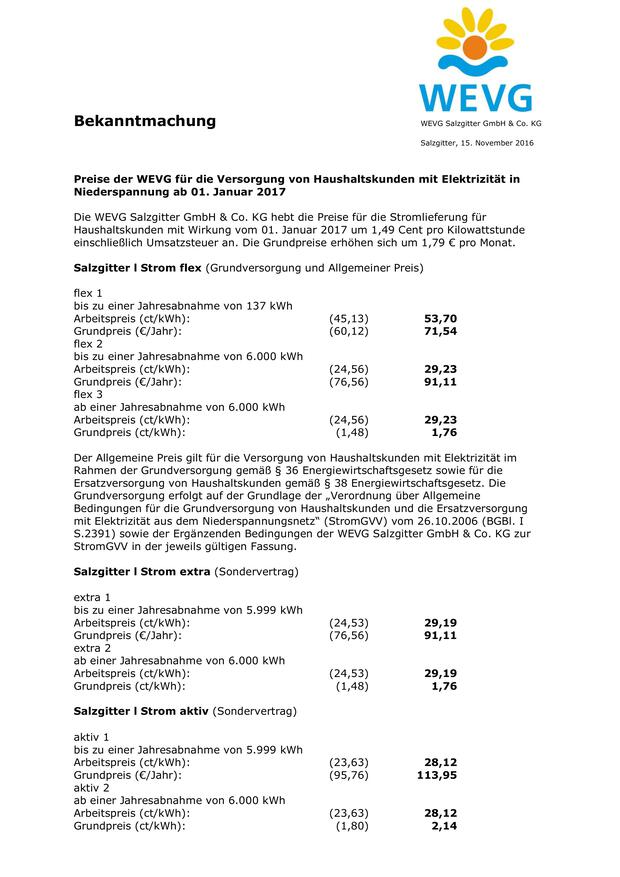 WEVG
Bekanntmachung
WEVG Salzgitter GmbH & Co. KG
Salzgitter, 15. November 2016
Preise der WEVG für die Versorgung von Haushaltskunden mit Elektrizität in
Niederspannung ab 01. Januar 2017
Die WEVG Salzgitter GmbH & Co. KG hebt die Preise für die Stromlieferung für
Haushaltskunden mit Wirkung vom 01. Januar 2017 um 1,49 Cent pro Kilowattstunde
einschließlich Umsatzsteuer an. Die Grundpreise erhöhen sich um 1,79 € pro Monat.
Salzgitter l Strom flex (Grundversorgung und Allgemeiner Preis)
flex 1
bis zu einer Jahresabnahme von 137 kWh
Arbeitspreis (ct/kWh): (45,13) 53,70
Grundpreis (€/Jahr): (60,12) 71,54
flex 2
bis zu einer Jahresabnahme von 6.000 kWh
Arbeitspreis (ct/kWh): (24,56) 29,23
Grundpreis (€/Jahr): (76,56) 91,11
flex 3
ab einer Jahresabnahme von 6.000 kWh
Arbeitspreis (ct/kWh): (24,56) 29,23
Grundpreis (ct/kWh): (1,48) 1,76
Der Allgemeine Preis gilt für die Versorgung von Haushaltskunden mit Elektrizität im
Rahmen der Grundversorgung gemäß § 36 Energiewirtschaftsgesetz sowie für die
Ersatzversorgung von Haushaltskunden gemäß § 38 Energiewirtschaftsgesetz. Die
Grundversorgung erfolgt auf der Grundlage der „Verordnung über Allgemeine
Bedingungen für die Grundversorgung von Haushaltskunden und die Ersatzversorgung
mit Elektrizität aus dem Niederspannungsnetz“ (StromGVV) vom 26.10.2006 (BGBl. I
S.2391) sowie der Ergänzenden Bedingungen der WEVG Salzgitter GmbH & Co. KG zur
StromGVV in der jeweils gültigen Fassung.
Salzgitter l Strom extra (Sondervertrag)
extra 1
bis zu einer Jahresabnahme von 5.999 kWh
Arbeitspreis (ct/kWh): (24,53) 29,19
Grundpreis (€/Jahr): (76,56) 91,11
extra 2
ab einer Jahresabnahme von 6.000 kWh
Arbeitspreis (ct/kWh): (24,53) 29,19
Grundpreis (ct/kWh): (1,48) 1,76
Salzgitter l Strom aktiv (Sondervertrag)
aktiv 1
bis zu einer Jahresabnahme von 5.999 kWh
Arbeitspreis (ct/kWh): (23,63) 28,12
Grundpreis (€/Jahr): (95,76) 113,95
aktiv 2
ab einer Jahresabnahme von 6.000 kWh
Arbeitspreis (ct/kWh): (23,63) 28,12
Grundpreis (ct/kWh): (1,80) 2,14